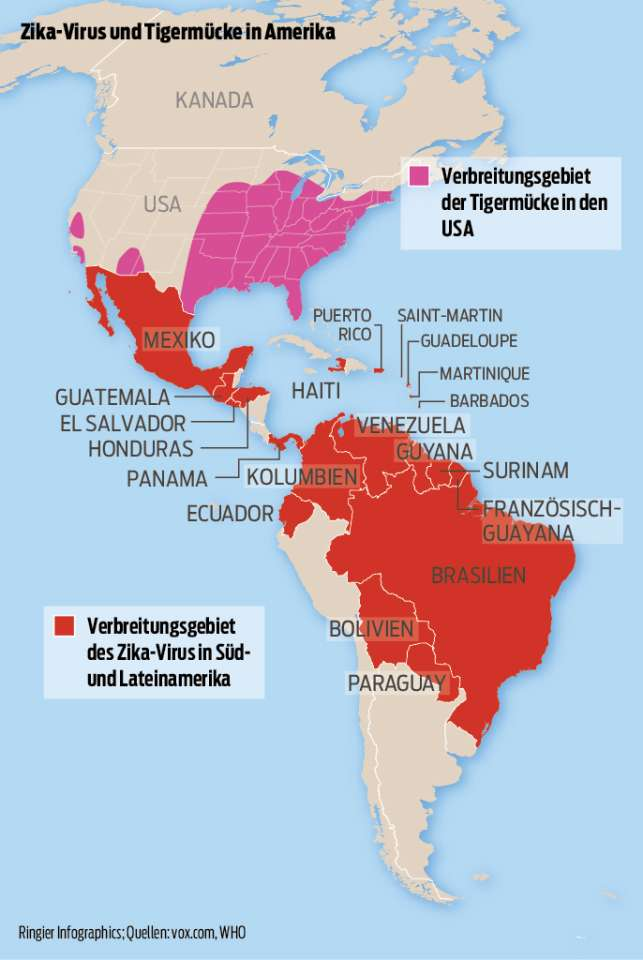 Zika-Virus und Tigermücke in Amerika
KANADA
USA
Verbreitungsgebiet
der Tigermücke in den
USA
PUERTO
RICO
SAINT-MARTIN
GUADELOUPE
MEXIKO
MARTINIQUE
HAITI
BARBADOS
GUATEMALA
EL SALVADOR
VENEZUELA
HONDURAS
GUYANA
PANAMA
KOLUMBIEN
SURINAM
ECUADOR
FRANZÖSISCH-
GUAYANA
BRASILIEN
Verbreitungsgebiet
des Zika-Virus in Süd-
und Lateinamerika
BOLIVIEN
PARAGUAY
Ringier Infographics; Quellen: vox.com, WHO